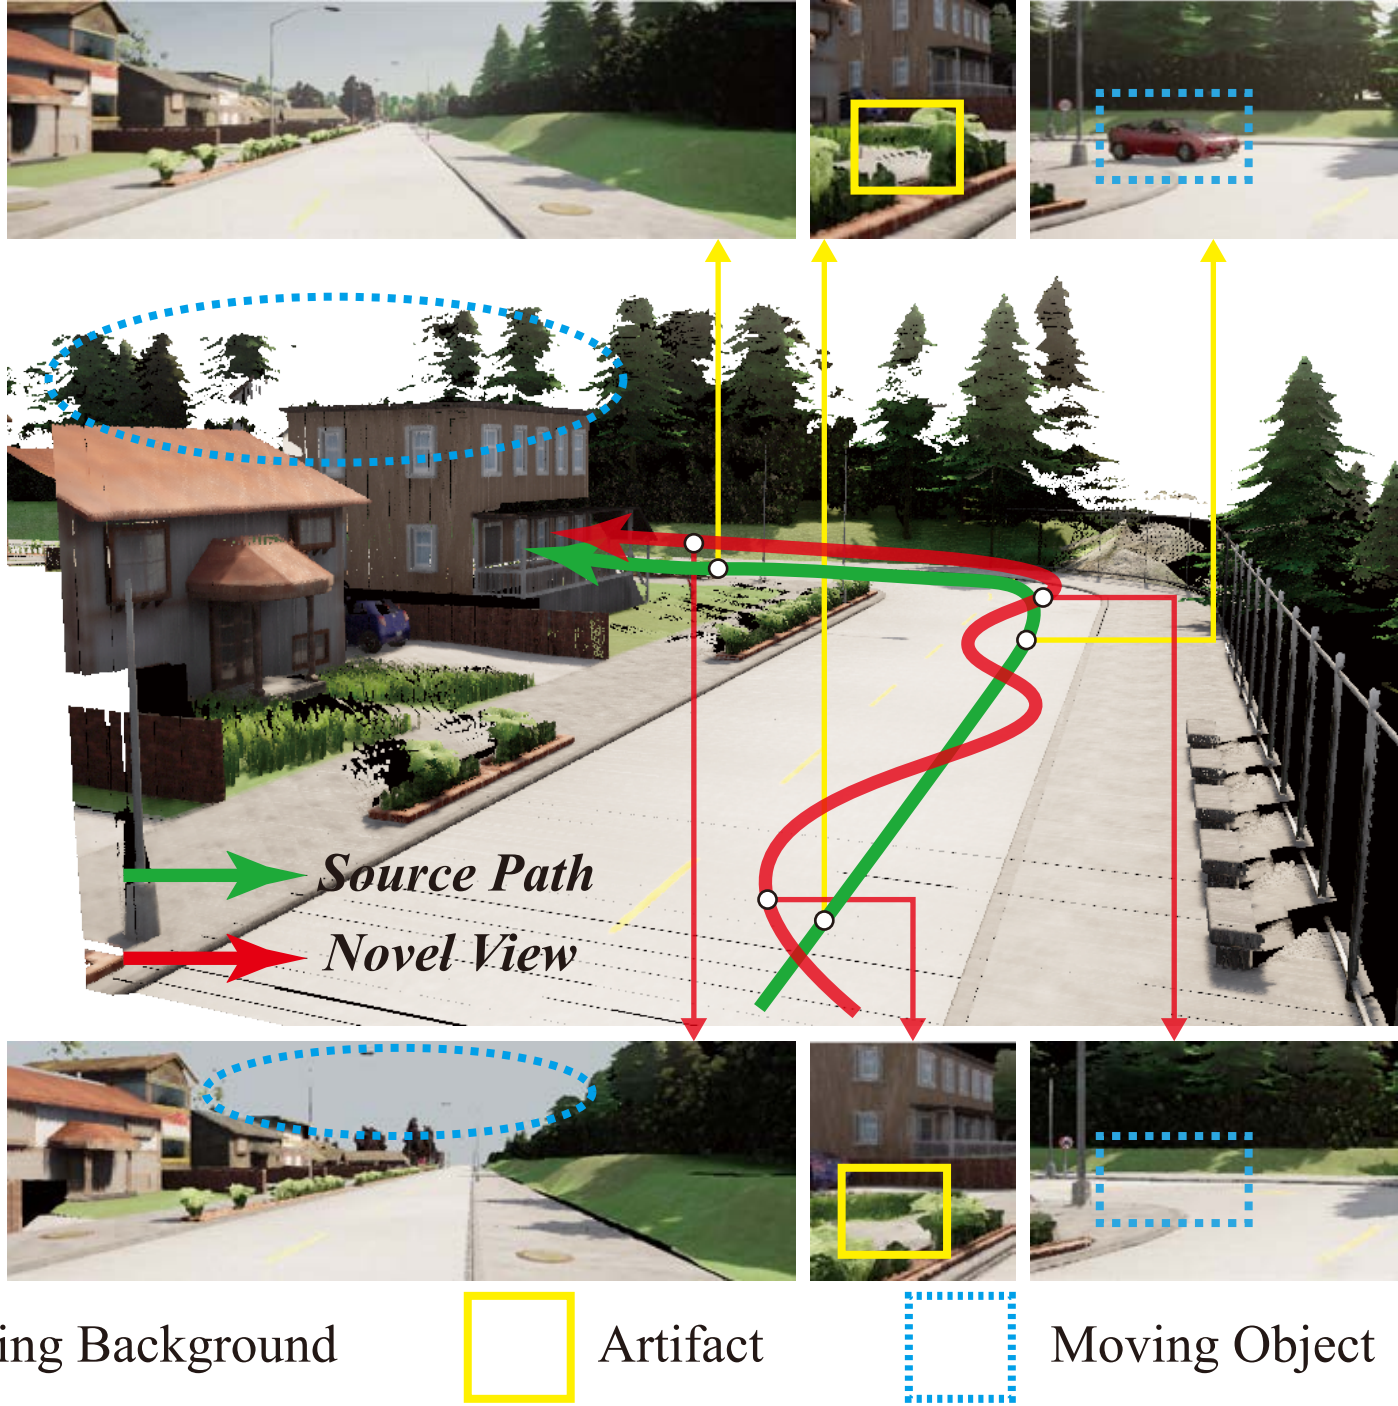 Source Path
Novel View
ing Background
Artifact
Moving Object